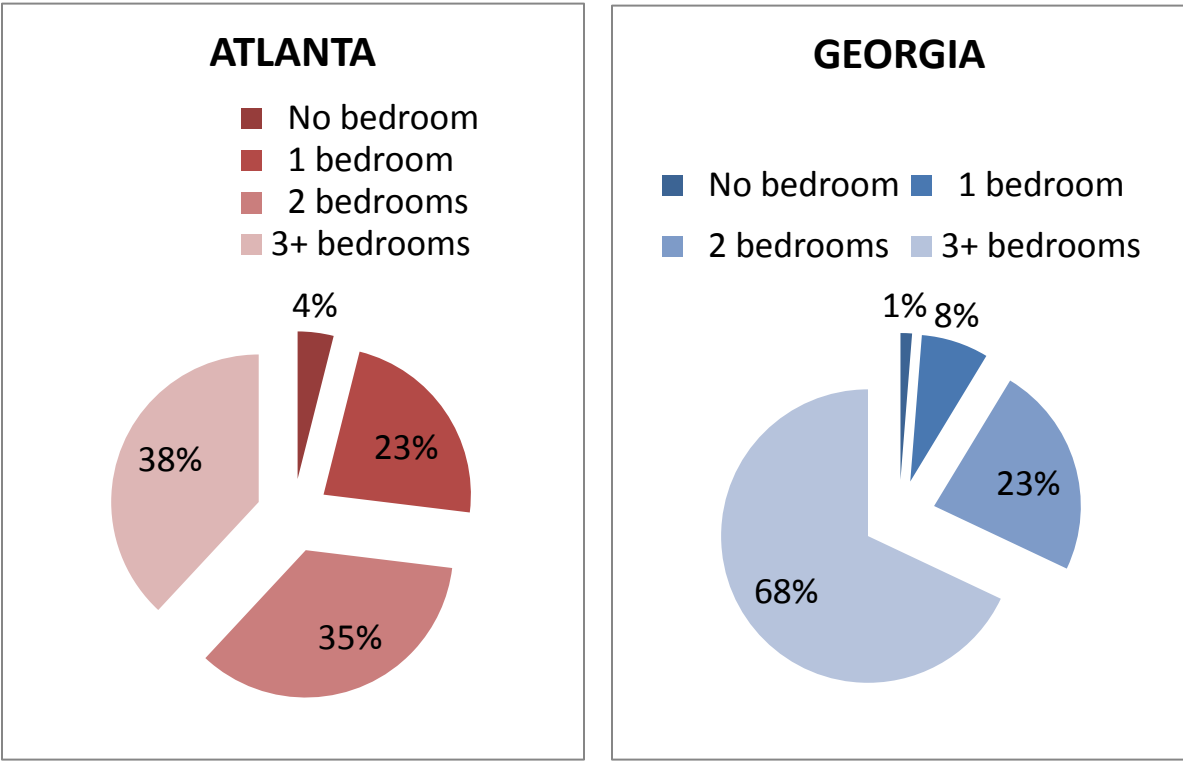 ATLANTA
No bedroom
1 bedroom
2 bedrooms
3+ bedrooms
4%
23%
38%
35%
GEORGIA
No bedroom 1 bedroom
2 bedrooms 3+ bedrooms
1% 8%
23%
68%